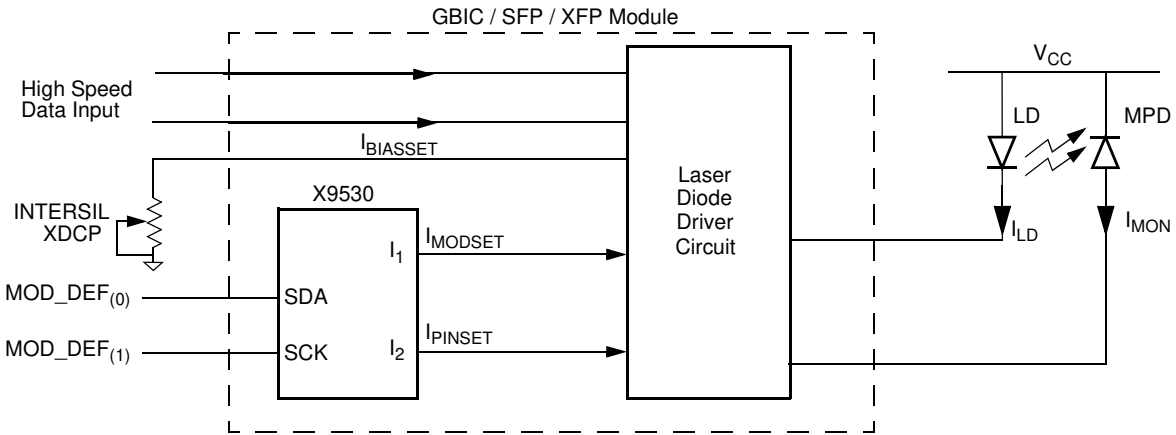 GBIC / SFP / XFP Module
High Speed
Data Input
IBIASSET
VCC
LD
MPD
INTERSIL
XDCP
X9530
Laser
Diode
Driver
Circuit
I1
IMODSET
ILD
IMON
MOD_DEF(0)
SDA
MOD_DEF(1)
SCK
I2
IPINSET